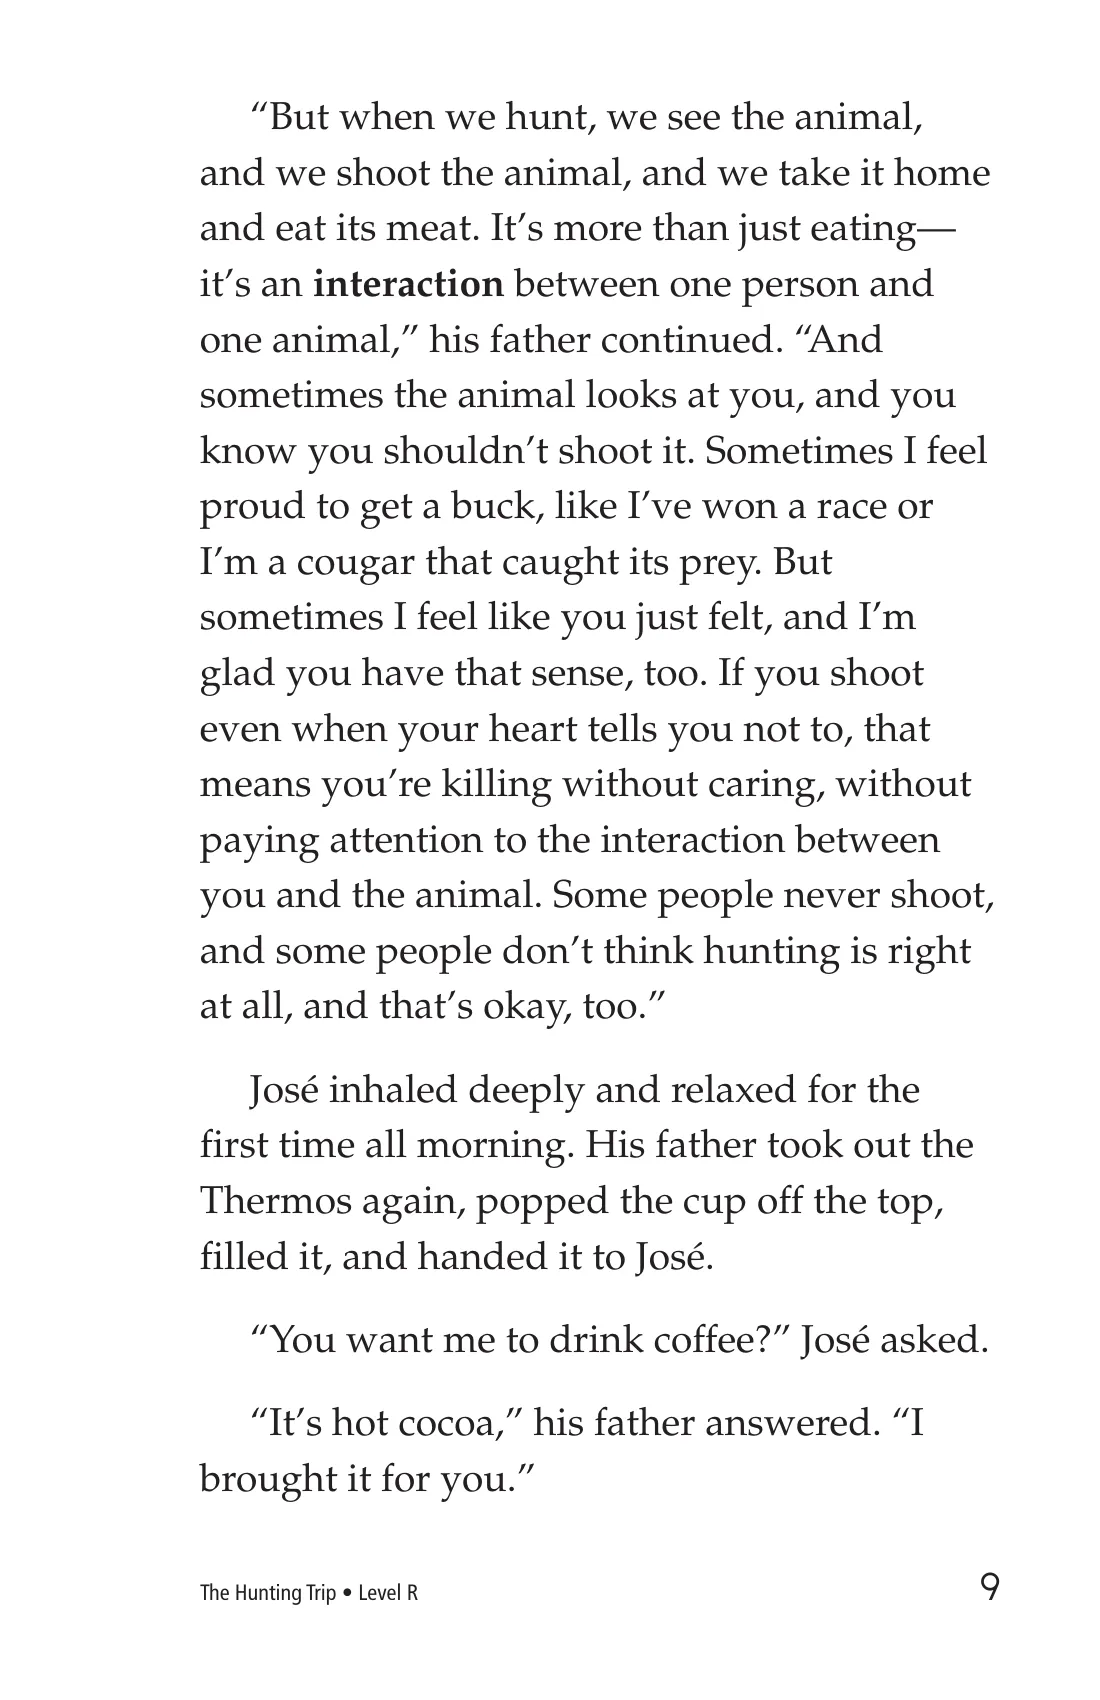 “But when we hunt, we see the animal,
and we shoot the animal, and we take it home
and eat its meat. It’s more than just eating—
it’s an interaction between one person and
one animal,” his father continued. “And
sometimes the animal looks at you, and you
know you shouldn’t shoot it. Sometimes I feel
proud to get a buck, like I’ve won a race or
I’m a cougar that caught its prey. But
sometimes I feel like you just felt, and I’m
glad you have that sense, too. If you shoot
even when your heart tells you not to, that
means you’re killing without caring, without
paying attention to the interaction between
you and the animal. Some people never shoot,
and some people don’t think hunting is right
at all, and that’s okay, too.”
José inhaled deeply and relaxed for the
first time all morning. His father took out the
Thermos again, popped the cup off the top,
filled it, and handed it to José.
“You want me to drink coffee?” José asked.
“It’s hot cocoa,” his father answered. “I
brought it for you.”
The Hunting Trip • Level R
9